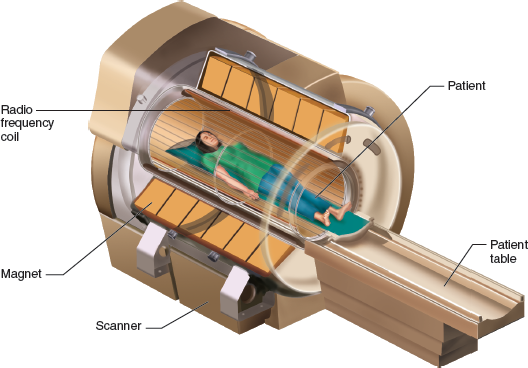 Patient
Radio
frequency
coil
Patient
table
Magnet
Scanner